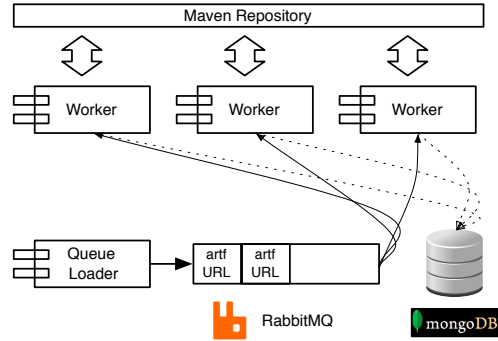 Maven Repository
Worker
Worker
Worker
Queue
Loader
artf
URL
artf
URL
RabbitMQ
mongoDB